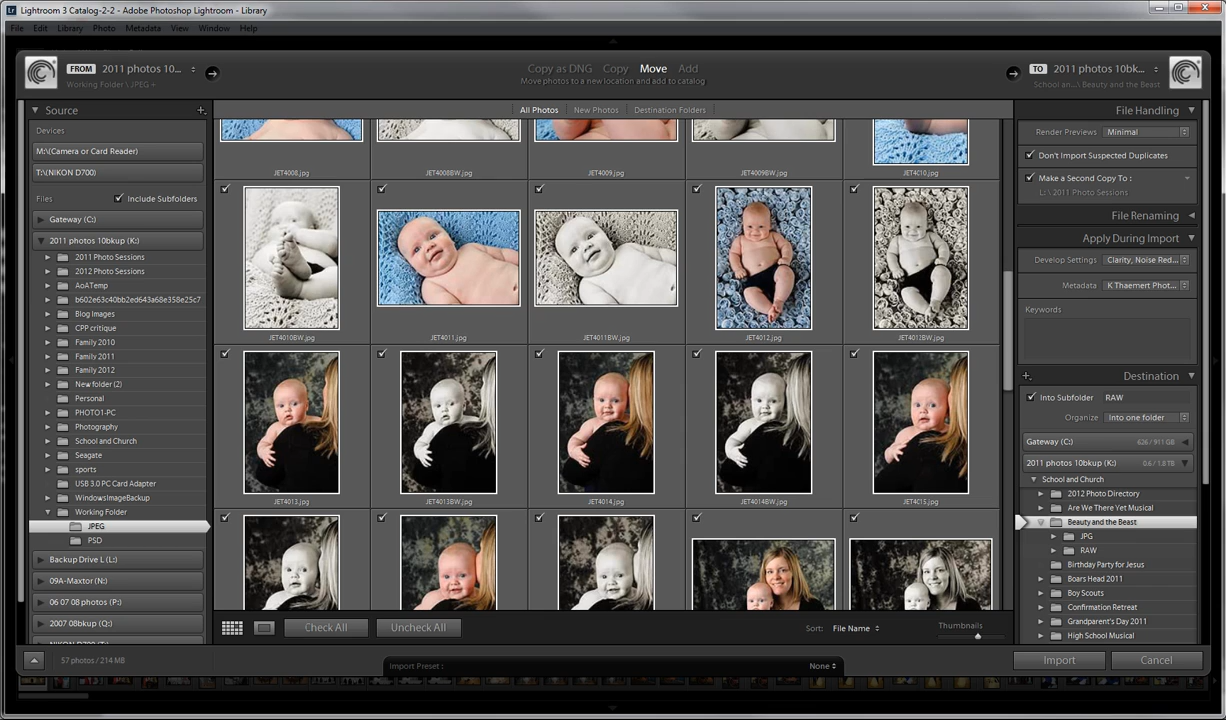 Lightroom 3 Catalog-2-2 - Adobe Photoshop Lightroom - Library
File Edit Library Photo Metadata View Window Help
FROM 2011 photos 10...
Working Folder \ JPEG +
Copy as DNG Copy Move Add
Move photos to a new location and add to catalog
TO 2011 photos 10bk...
School an...\ Beauty and the Beast
Source
Devices
M:\(Camera or Card Reader)
T:\(NIKON D700)
Files Include Subfolders
Gateway (C:)
2011 photos 10bkup (K:)
2011 Photo Sessions
2012 Photo Sessions
AoATemp
b602e63c40bb2ed643a68e358e25c7
Blog Images
CPP critique
Family 2010
Family 2011
Family 2012
New folder (2)
Personal
PHOTO1-PC
Photography
School and Church
Seagate
sports
USB 3.0 PC Card Adapter
WindowsImageBackup
Working Folder
JPEG
PSD
Backup Drive L (L:)
09A-Maxtor (N:)
06 07 08 photos (P:)
2007 08bkup (Q:)
57 photos / 214 MB
All Photos New Photos Destination Folders
JET4008.jpg JET4008BW.jpg JET4009.jpg JET4009BW.jpg JET4C10.jpg
JET4010BW.jpg JET4011.jpg JET4011BW.jpg JET4012.jpg JET4012BW.jpg
JET4013.jpg JET4013BW.jpg JET4014.jpg JET4014BW.jpg JET4C15.jpg
Check All Uncheck All
Sort: File Name
Thumbnails
Import Preset : None
File Handling
Render Previews Minimal
Don't Import Suspected Duplicates
Make a Second Copy To :
L:\ 2011 Photo Sessions
File Renaming
Apply During Import
Develop Settings Clarity, Noise Red...
Metadata K Thaemert Phot...
Keywords
Destination
Into Subfolder RAW
Organize Into one folder
Gateway (C:) 626 / 911 GB
2011 photos 10bkup (K:) 0.6 / 1.8 TB
School and Church
2012 Photo Directory
Are We There Yet Musical
Beauty and the Beast
JPG
RAW
Birthday Party for Jesus
Boars Head 2011
Boy Scouts
Confirmation Retreat
Grandparent's Day 2011
High School Musical
Import Cancel